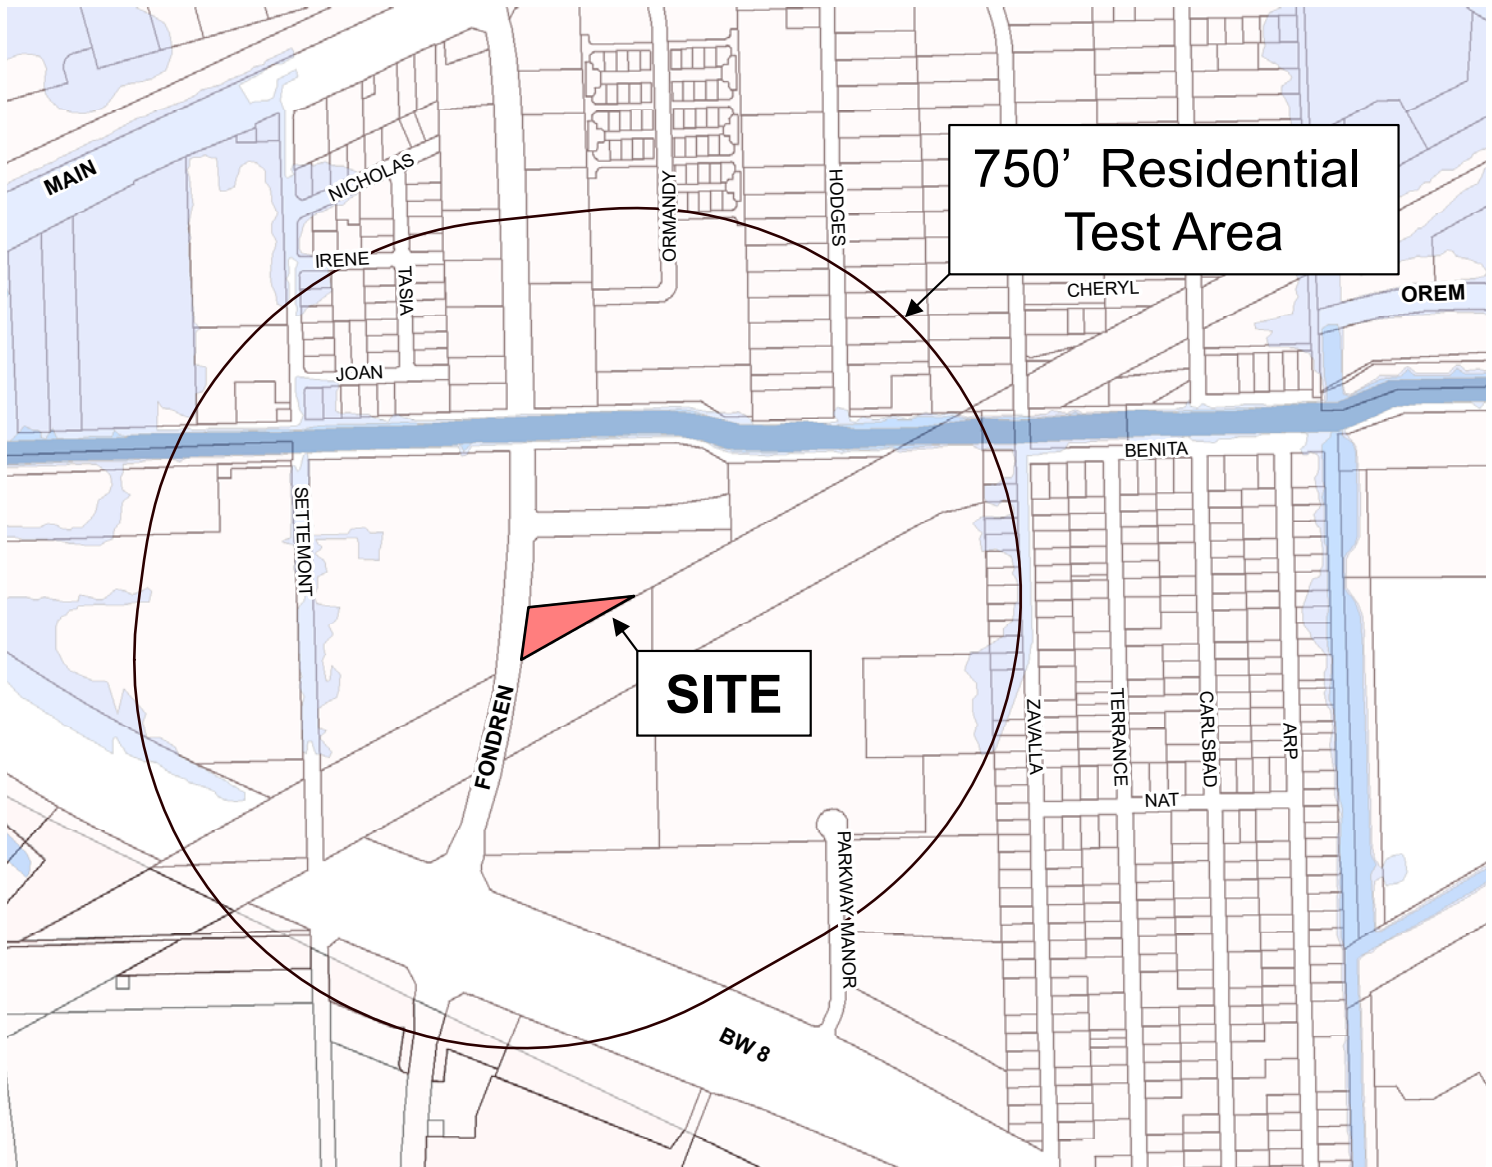 MAIN
NICHOLAS
ORMANDY
HODGES
750’ Residential
Test Area
IRENE
TASIA
CHERYL
OREM
JOAN
BENITA
SETTEMONT
SITE
FONDREN
ZAVALLA
TERRANCE
CARLSBAD
ARP
NAT
PARKWAY MANOR
BW 8